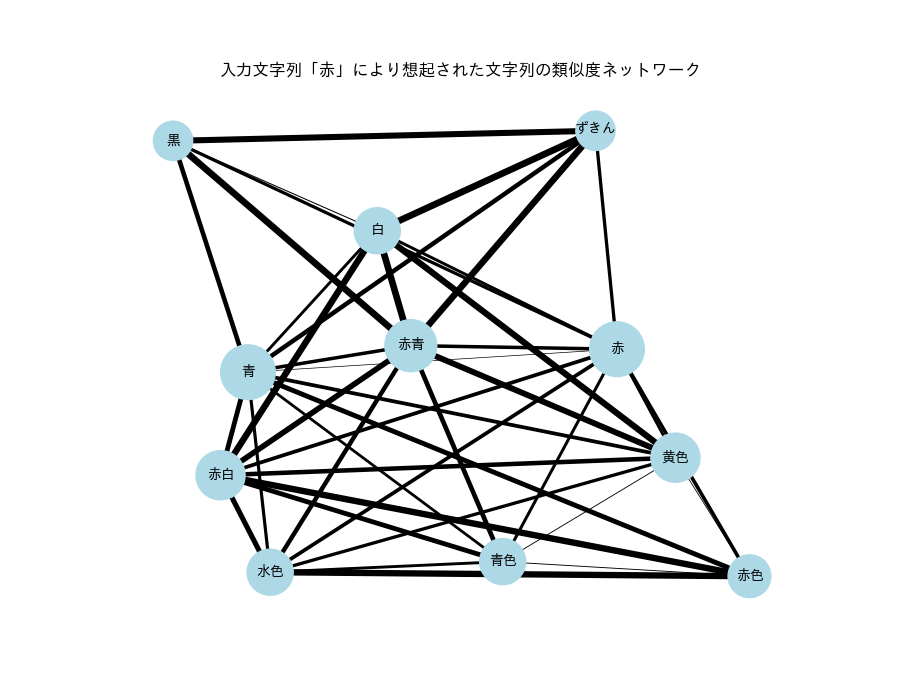 入力文字列「赤」により想起された文字列の類似度ネットワーク
ずきん
黒
白
赤青
赤
青
黄色
赤白
青色
水色
赤色